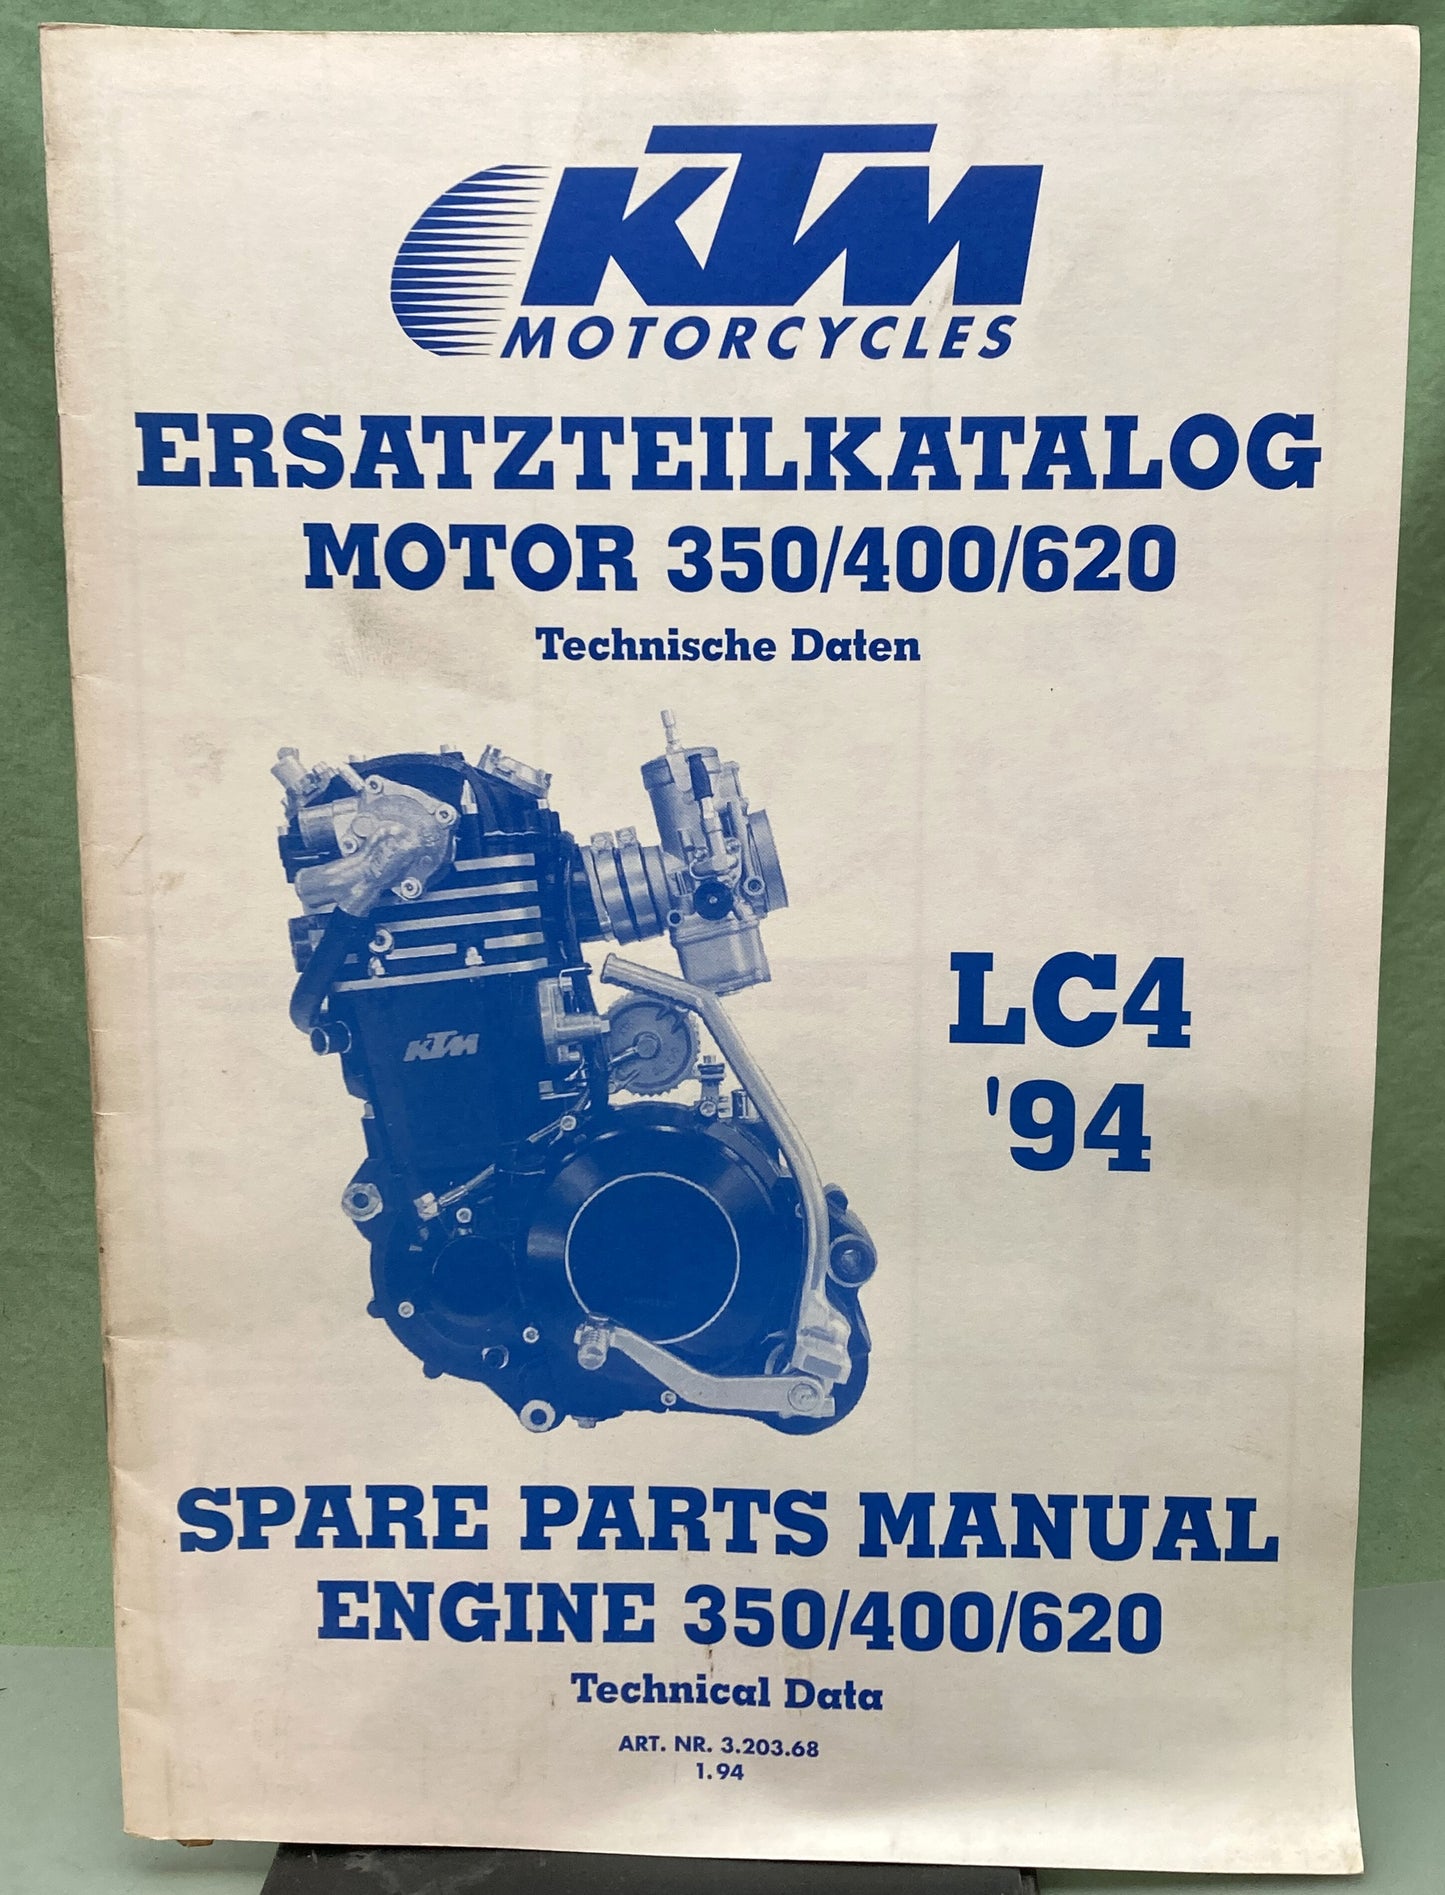 KTM
MOTORCYCLES
ERSATZTEILKATALOG
MOTOR 350/400/620
Technische Daten
KTM
LC4
'94
SPARE PARTS MANUAL
ENGINE 350/400/620
Technical Data
ART. NR. 3.203.68
1.94